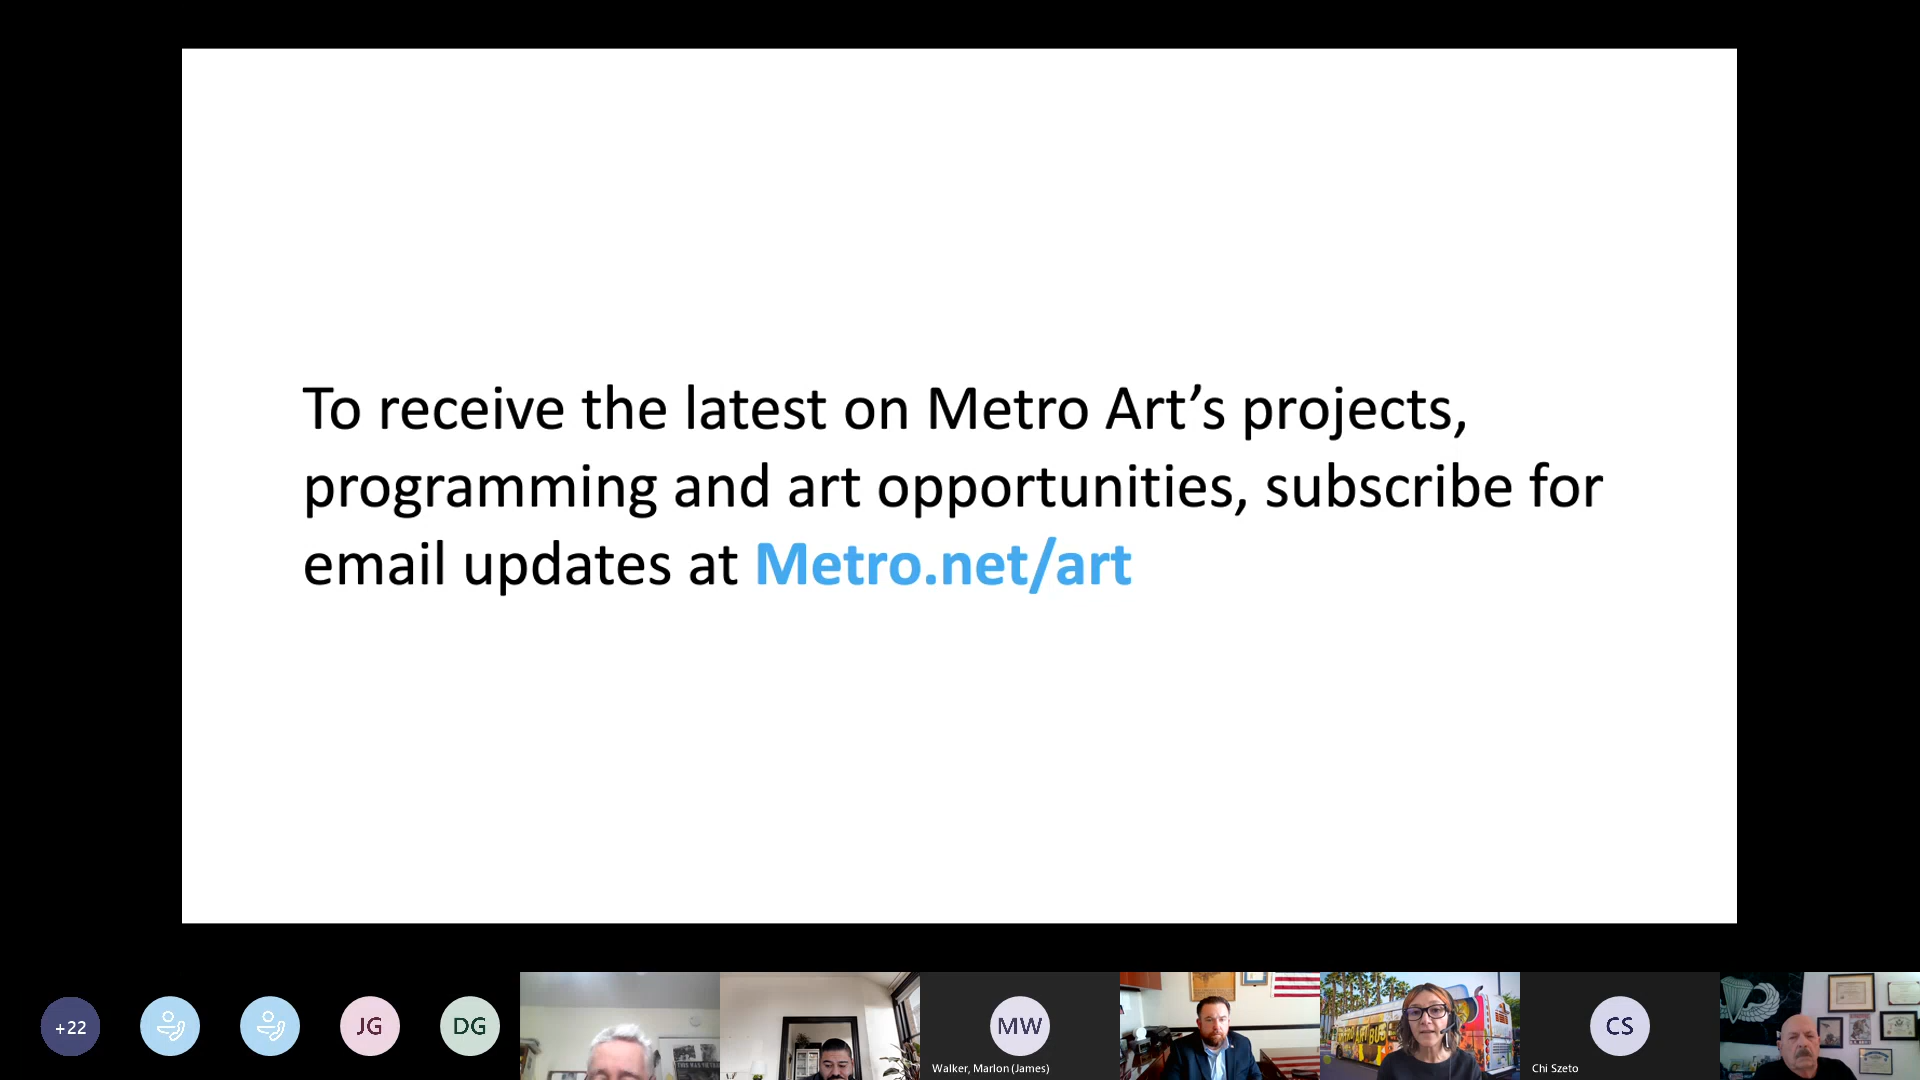 To receive the latest on Metro Art’s projects,
programming and art opportunities, subscribe for
email updates at Metro.net/art
+22
JG
DG
MW
Walker, Marlon (James)
CS
Chi Szeto